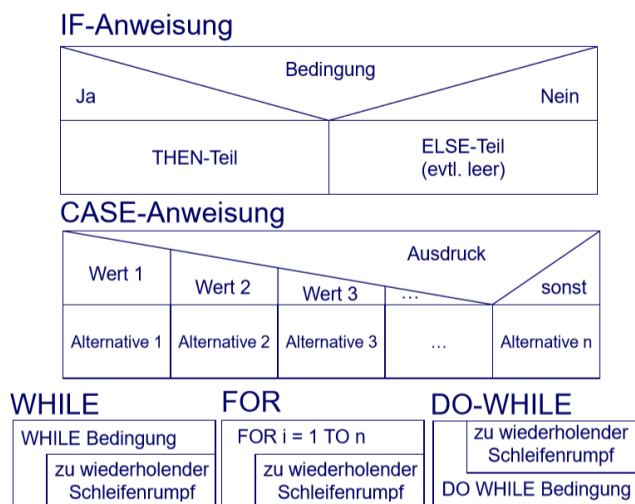 IF-Anweisung
Bedingung
Ja
Nein
THEN-Teil
ELSE-Teil
(evtl. leer)
CASE-Anweisung
Ausdruck
Wert 1
Wert 2
Wert 3
...
sonst
Alternative 1
Alternative 2
Alternative 3
...
Alternative n
WHILE
WHILE Bedingung
zu wiederholender
Schleifenrumpf
FOR
FOR i = 1 TO n
zu wiederholender
Schleifenrumpf
DO-WHILE
zu wiederholender
Schleifenrumpf
DO WHILE Bedingung